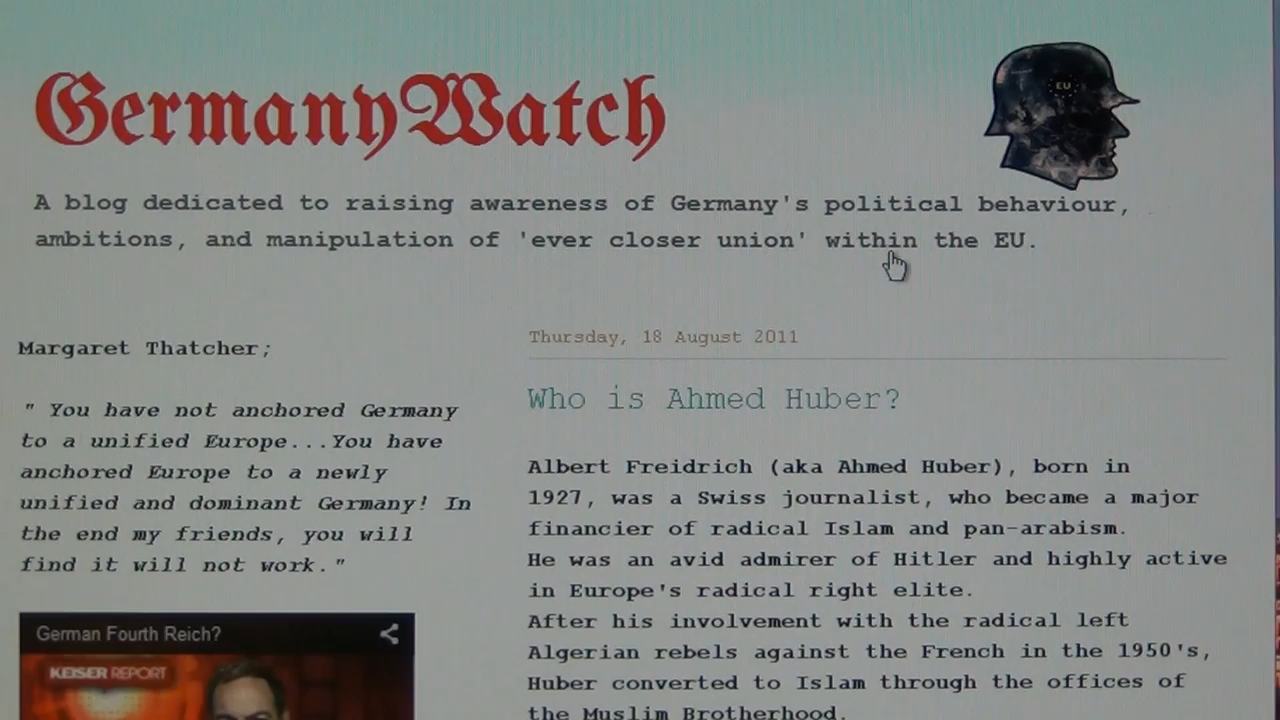 GermanyWatch
EU
A blog dedicated to raising awareness of Germany's political behaviour,
ambitions, and manipulation of 'ever closer union' within the EU.
Margaret Thatcher;
" You have not anchored Germany
to a unified Europe...You have
anchored Europe to a newly
unified and dominant Germany! In
the end my friends, you will
find it will not work."
German Fourth Reich?
KEISER REPORT
Thursday, 18 August 2011
Who is Ahmed Huber?
Albert Freidrich (aka Ahmed Huber), born in
1927, was a Swiss journalist, who became a major
financier of radical Islam and pan-arabism.
He was an avid admirer of Hitler and highly active
in Europe's radical right elite.
After his involvement with the radical left
Algerian rebels against the French in the 1950's,
Huber converted to Islam through the offices of
the Muslim Brotherhood.